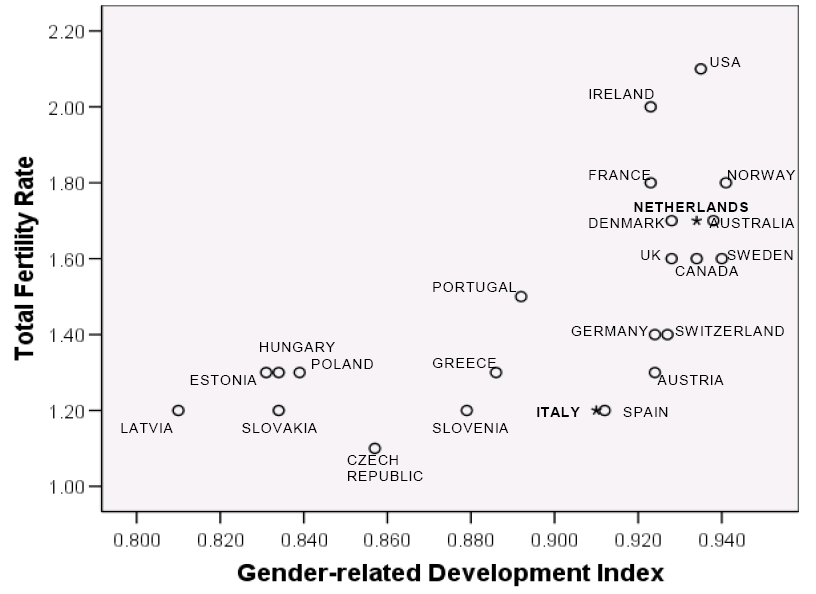 2.20
2.00
1.80
1.60
1.40
1.20
1.00
Total Fertility Rate
USA
IRELAND
FRANCE
NORWAY
NETHERLANDS
DENMARK
AUSTRALIA
UK
SWEDEN
CANADA
PORTUGAL
GERMANY
SWITZERLAND
HUNGARY
POLAND
GREECE
ESTONIA
AUSTRIA
ITALY
SPAIN
LATVIA
SLOVAKIA
SLOVENIA
CZECH
REPUBLIC
0.800 0.820 0.840 0.860 0.880 0.900 0.920 0.940
Gender-related Development Index